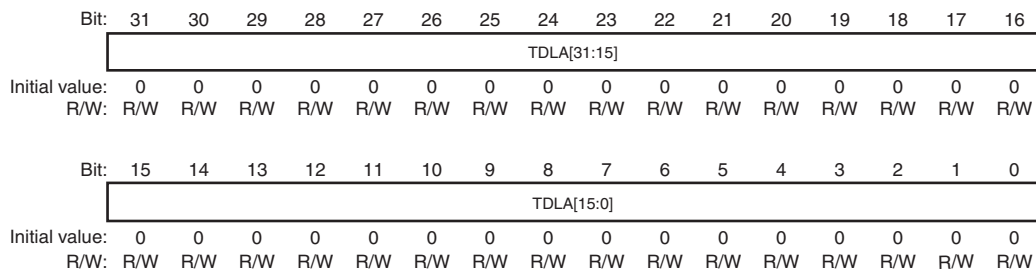 Bit: 31 30 29 28 27 26 25 24 23 22 21 20 19 18 17 16
TDLA[31:15]
Initial value: 0 0 0 0 0 0 0 0 0 0 0 0 0 0 0 0
R/W: R/W R/W R/W R/W R/W R/W R/W R/W R/W R/W R/W R/W R/W R/W R/W R/W
Bit: 15 14 13 12 11 10 9 8 7 6 5 4 3 2 1 0
TDLA[15:0]
Initial value: 0 0 0 0 0 0 0 0 0 0 0 0 0 0 0 0
R/W: R/W R/W R/W R/W R/W R/W R/W R/W R/W R/W R/W R/W R/W R/W R/W R/W